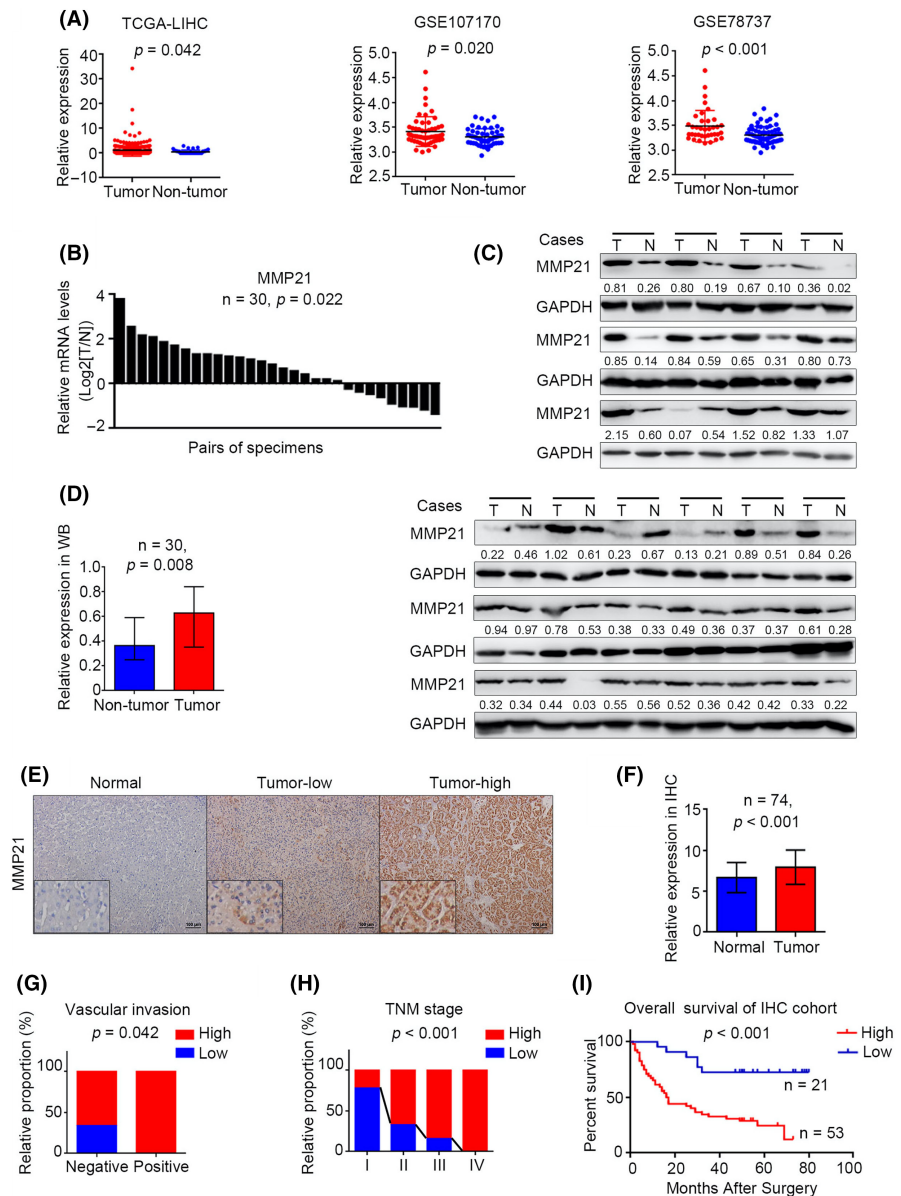 (A)
TCGA-LIHC
p = 0.042
Relative expression
40
30
20
10
0
−10
Tumor Non-tumor
GSE107170
p = 0.020
Relative expression
5.0
4.5
4.0
3.5
3.0
2.5
Tumor Non-tumor
GSE78737
p < 0.001
Relative expression
5.0
4.5
4.0
3.5
3.0
2.5
Tumor Non-tumor
(B)
MMP21
n = 30, p = 0.022
Relative mRNA levels
(Log2[T/N])
4
2
0
−2
Pairs of specimens
(C)
Cases T N T N T N T N
MMP21
0.81 0.26 0.80 0.19 0.67 0.10 0.36 0.02
GAPDH
MMP21
0.85 0.14 0.84 0.59 0.65 0.31 0.80 0.73
GAPDH
MMP21
2.15 0.60 0.07 0.54 1.52 0.82 1.33 1.07
GAPDH
Cases T N T N T N T N T N T N
MMP21
0.22 0.46 1.02 0.61 0.23 0.67 0.13 0.21 0.89 0.51 0.84 0.26
GAPDH
MMP21
0.94 0.97 0.78 0.53 0.38 0.33 0.49 0.36 0.37 0.37 0.61 0.28
GAPDH
MMP21
0.32 0.34 0.44 0.03 0.55 0.56 0.52 0.36 0.42 0.42 0.33 0.22
GAPDH
(D)
n = 30,
p = 0.008
Relative expression in WB
1.0
0.8
0.6
0.4
0.2
0
Non-tumor Tumor
(E)
Normal Tumor-low Tumor-high
MMP21
100 μm 100 μm 100 μm
(F)
n = 74,
p < 0.001
Relative expression in IHC
15
10
5
0
Normal Tumor
(G)
Vascular invasion
p = 0.042
High
Low
Relative proportion (%)
100
50
0
Negative Positive
(H)
TNM stage
p < 0.001
High
Low
Relative proportion (%)
100
50
0
I II III IV
(I)
Overall survival of IHC cohort
p < 0.001
High
Low
Percent survival
100
50
0
n = 21
n = 53
0 20 40 60 80 100
Months After Surgery